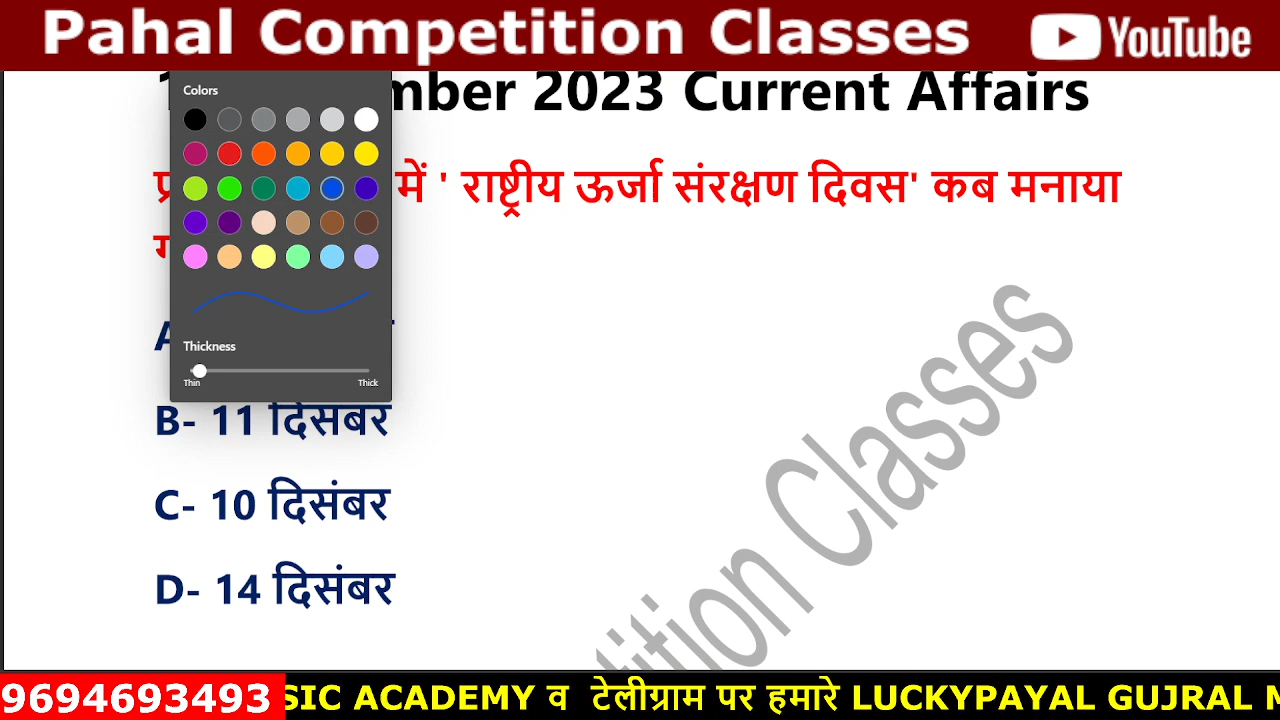 Pahal Competition Classes
YouTube
mber 2023 Current Affairs
Colors
में ' राष्ट्रीय ऊर्जा संरक्षण दिवस' कब मनाया
Thickness
Thin Thick
B- 11 दिसंबर
C- 10 दिसंबर
D- 14 दिसंबर
tition Classes
9694693493
SIC ACADEMY व टेलीग्राम पर हमारे LUCKYPAYAL GUJRAL